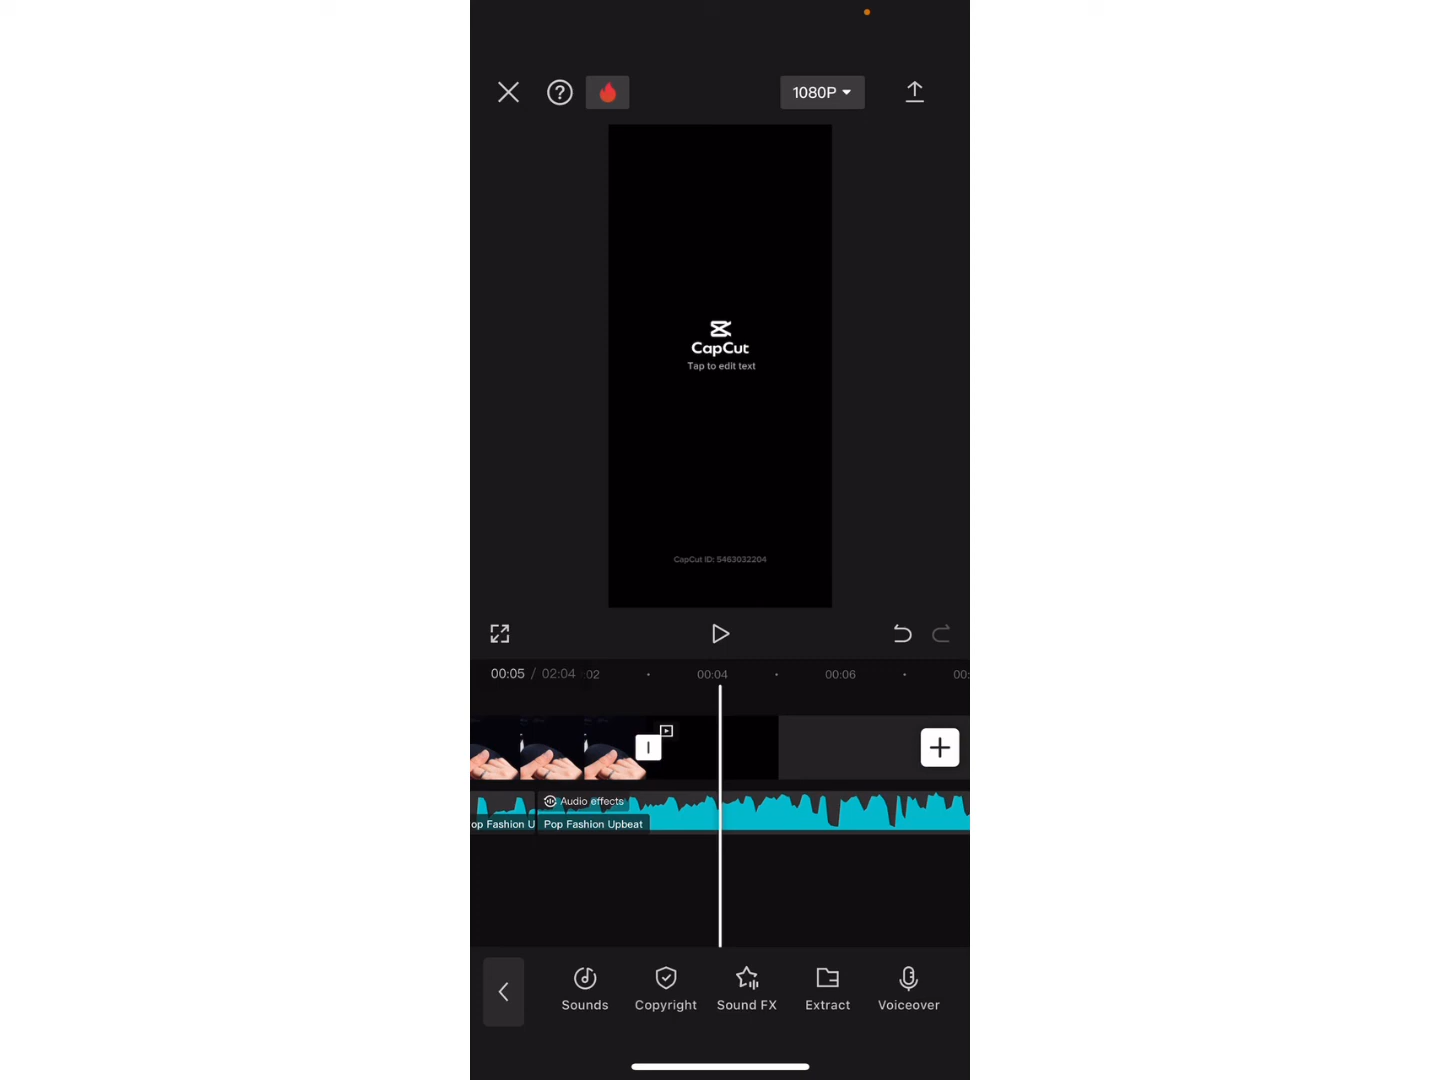 1080P
CapCut
Tap to edit text
CapCut ID: 5463032204
00:05 / 02:04 :02 00:04 00:06 00:
Audio effects
op Fashion U Pop Fashion Upbeat
Sounds Copyright Sound FX Extract Voiceover